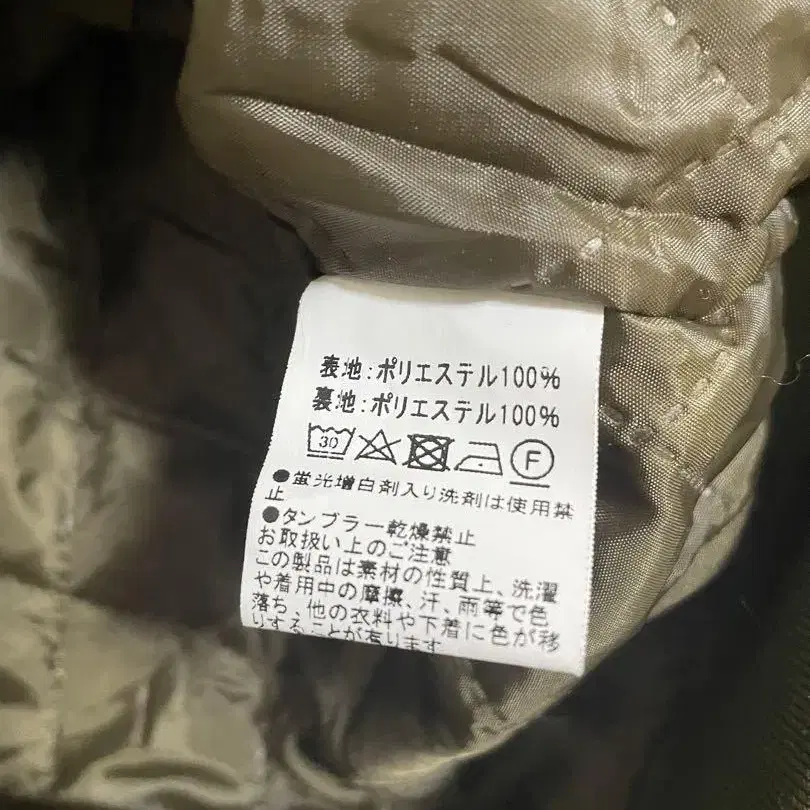 表地:ポリエステル100%
裏地:ポリエステル100%
30 F
●蛍光増白剤入り洗剤は使用禁
止
●タンブラー乾燥禁止
お取扱い上のご注意
この製品は素材の性質上、洗濯
や着用中の摩擦、汗、雨等で色
落ち、他の衣料や下着に色が移
りすることが有ります